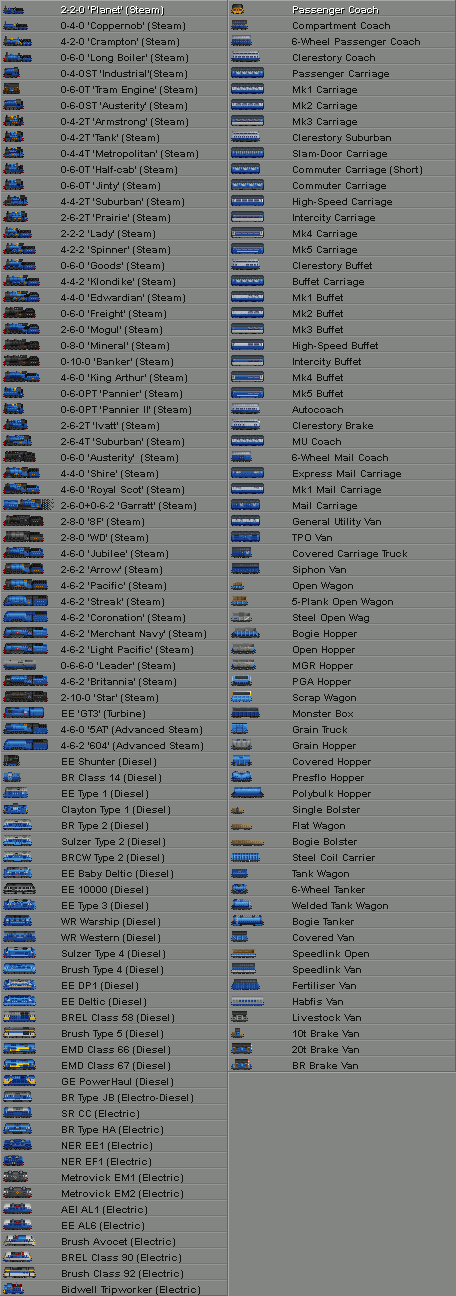 2-2-0 'Planet' (Steam)
0-4-0 'Coppernob' (Steam)
4-2-0 'Crampton' (Steam)
0-6-0 'Long Boiler' (Steam)
0-4-0ST 'Industrial'(Steam)
0-6-0T 'Tram Engine' (Steam)
0-6-0T 'Austerity' (Steam)
0-4-2T 'Armstrong' (Steam)
0-4-2T 'Tank' (Steam)
0-4-4T 'Metropolitan' (Steam)
0-6-0T 'Half-cab' (Steam)
0-6-0T 'Jinty' (Steam)
4-4-2T 'Suburban' (Steam)
2-6-2T 'Prairie' (Steam)
2-2-2 'Lady' (Steam)
4-2-2 'Spinner' (Steam)
0-6-0 'Goods' (Steam)
4-4-2 'Klondike' (Steam)
4-4-0 'Edwardian' (Steam)
0-6-0 'Freight' (Steam)
2-6-0 'Mogul' (Steam)
0-8-0 'Mineral' (Steam)
0-10-0 'Banker' (Steam)
4-6-0 'King Arthur' (Steam)
0-6-0PT 'Pannier' (Steam)
0-6-0PT 'Pannier II' (Steam)
2-6-2T 'Ivatt' (Steam)
2-6-4T 'Suburban' (Steam)
0-6-0 'Austerity' (Steam)
4-4-0 'Shire' (Steam)
4-6-0 'Royal Scot' (Steam)
2-6-0+0-6-2 'Garratt' (Steam)
2-8-0 '8F' (Steam)
2-8-0 'WD' (Steam)
4-6-0 'Jubilee' (Steam)
2-6-2 'Arrow' (Steam)
4-6-2 'Pacific' (Steam)
4-6-2 'Streak' (Steam)
4-6-2 'Coronation' (Steam)
4-6-2 'Merchant Navy' (Steam)
4-6-2 'Light Pacific' (Steam)
0-6-6-0 'Leader' (Steam)
4-6-2 'Britannia' (Steam)
2-10-0 'Star' (Steam)
EE 'GT3' (Turbine)
4-6-0 '5AT' (Advanced Steam)
4-6-2 '604' (Advanced Steam)
EE Shunter (Diesel)
BR Class 14 (Diesel)
EE Type 1 (Diesel)
Clayton Type 1 (Diesel)
BR Type 2 (Diesel)
Sulzer Type 2 (Diesel)
BRCW Type 2 (Diesel)
EE Baby Deltic (Diesel)
EE 10000 (Diesel)
EE Type 3 (Diesel)
WR Warship (Diesel)
WR Western (Diesel)
Sulzer Type 4 (Diesel)
Brush Type 4 (Diesel)
EE DP1 (Diesel)
EE Deltic (Diesel)
BREL Class 58 (Diesel)
Brush Type 5 (Diesel)
EMD Class 66 (Diesel)
EMD Class 67 (Diesel)
GE PowerHaul (Diesel)
BR Type JB (Electro-Diesel)
SR CC (Electric)
BR Type HA (Electric)
NER EE1 (Electric)
NER EF1 (Electric)
Metrovick EM1 (Electric)
Metrovick EM2 (Electric)
AEI AL1 (Electric)
EE AL6 (Electric)
Brush Avocet (Electric)
BREL Class 90 (Electric)
Brush Class 92 (Electric)
Bidwell Tripworker (Electric)
Passenger Coach
Compartment Coach
6-Wheel Passenger Coach
Clerestory Coach
Passenger Carriage
Mk1 Carriage
Mk2 Carriage
Mk3 Carriage
Clerestory Suburban
Slam-Door Carriage
Commuter Carriage (Short)
Commuter Carriage
High-Speed Carriage
Intercity Carriage
Mk4 Carriage
Mk5 Carriage
Clerestory Buffet
Buffet Carriage
Mk1 Buffet
Mk2 Buffet
Mk3 Buffet
High-Speed Buffet
Intercity Buffet
Mk4 Buffet
Mk5 Buffet
Autocoach
Clerestory Brake
MU Coach
6-Wheel Mail Coach
Express Mail Carriage
Mk1 Mail Carriage
Mail Carriage
General Utility Van
TPO Van
Covered Carriage Truck
Siphon Van
Open Wagon
5-Plank Open Wagon
Steel Open Wag
Bogie Hopper
Open Hopper
MGR Hopper
PGA Hopper
Scrap Wagon
Monster Box
Grain Truck
Grain Hopper
Covered Hopper
Presflo Hopper
Polybulk Hopper
Single Bolster
Flat Wagon
Bogie Bolster
Steel Coil Carrier
Tank Wagon
6-Wheel Tanker
Welded Tank Wagon
Bogie Tanker
Covered Van
Speedlink Open
Speedlink Van
Fertiliser Van
Habfis Van
Livestock Van
10t Brake Van
20t Brake Van
BR Brake Van